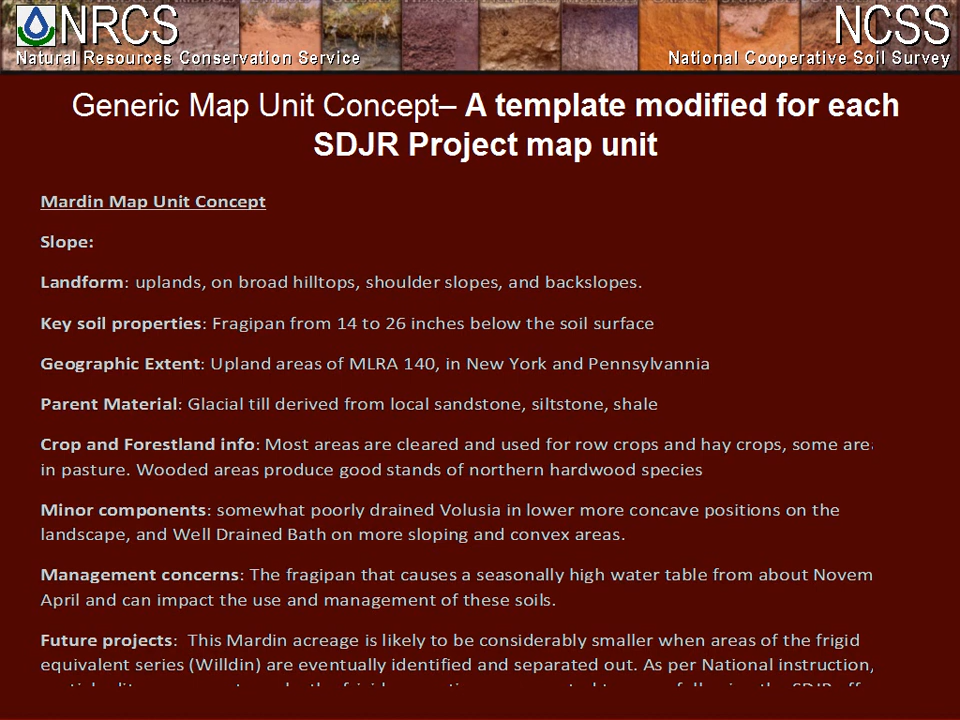 NRCS
NCSS
Natural Resources Conservation Service
National Cooperative Soil Survey
Generic Map Unit Concept– A template modified for each
SDJR Project map unit
Mardin Map Unit Concept
Slope:
Landform: uplands, on broad hilltops, shoulder slopes, and backslopes.
Key soil properties: Fragipan from 14 to 26 inches below the soil surface
Geographic Extent: Upland areas of MLRA 140, in New York and Pennsylvannia
Parent Material: Glacial till derived from local sandstone, siltstone, shale
Crop and Forestland info: Most areas are cleared and used for row crops and hay crops, some are
in pasture. Wooded areas produce good stands of northern hardwood species
Minor components: somewhat poorly drained Volusia in lower more concave positions on the
landscape, and Well Drained Bath on more sloping and convex areas.
Management concerns: The fragipan that causes a seasonally high water table from about Novem
April and can impact the use and management of these soils.
Future projects: This Mardin acreage is likely to be considerably smaller when areas of the frigid
equivalent series (Willdin) are eventually identified and separated out. As per National instruction,